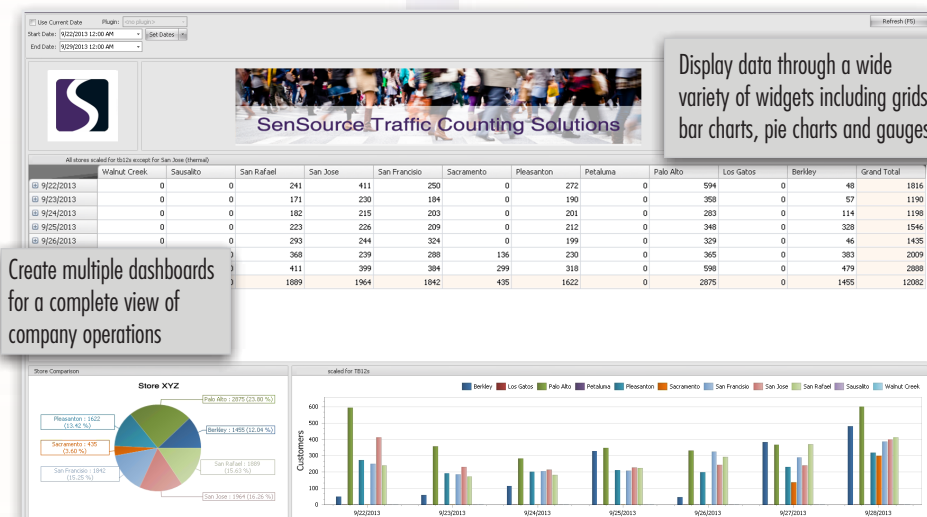 Use Current Date Plugin: <no plugin> Refresh (F5)
Start Date: 9/22/2013 12:00 AM Set Dates
End Date: 9/29/2013 12:00 AM
Display data through a wide
variety of widgets including grids
bar charts, pie charts and gauges
SenSource Traffic Counting Solutions
All stores scaled for tb12s except for San Jose (thermal)
Walnut Creek Sausalito San Rafael San Jose San Francisio Sacramento Pleasanton Petaluma Palo Alto Los Gatos Berkley Grand Total
9/22/2013 0 0 241 411 250 0 272 0 594 0 48 1816
9/23/2013 0 0 171 230 184 0 190 0 358 0 57 1190
9/24/2013 0 0 182 215 203 0 201 0 283 0 114 1198
9/25/2013 0 0 223 226 209 0 212 0 348 0 328 1546
9/26/2013 0 0 293 244 324 0 199 0 329 0 46 1435
0 368 239 288 136 230 0 365 0 383 2009
0 411 399 384 299 318 0 598 0 479 2888
0 1889 1964 1842 435 1622 0 2875 0 1455 12082
Create multiple dashboards
for a complete view of
company operations
Store Comparison
Store XYZ
Palo Alto : 2875 (23.80 %)
Pleasanton : 1622
(13.42 %)
Berkley : 1455 (12.04 %)
Sacramento : 435
(3.60 %)
San Francisio : 1842
(15.25 %)
San Rafael : 1889
(15.63 %)
San Jose : 1964 (16.26 %)
scaled for TB12s
Berkley Los Gatos Palo Alto Petaluma Pleasanton Sacramento San Francisio San Jose San Rafael Sausalito Walnut Creek
Customers
600
500
400
300
200
100
0
9/22/2013 9/23/2013 9/24/2013 9/25/2013 9/26/2013 9/27/2013 9/28/2013